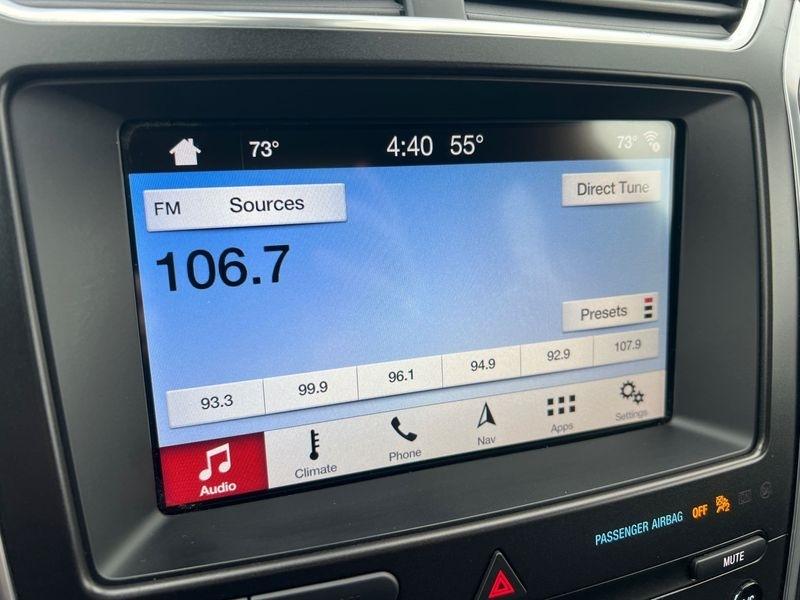 73° 4:40 55° 73°
FM Sources
Direct Tune
106.7
Presets
93.3 99.9 96.1 94.9 92.9 107.9
Audio Climate Phone Nav Apps Settings
PASSENGER AIRBAG OFF
MUTE